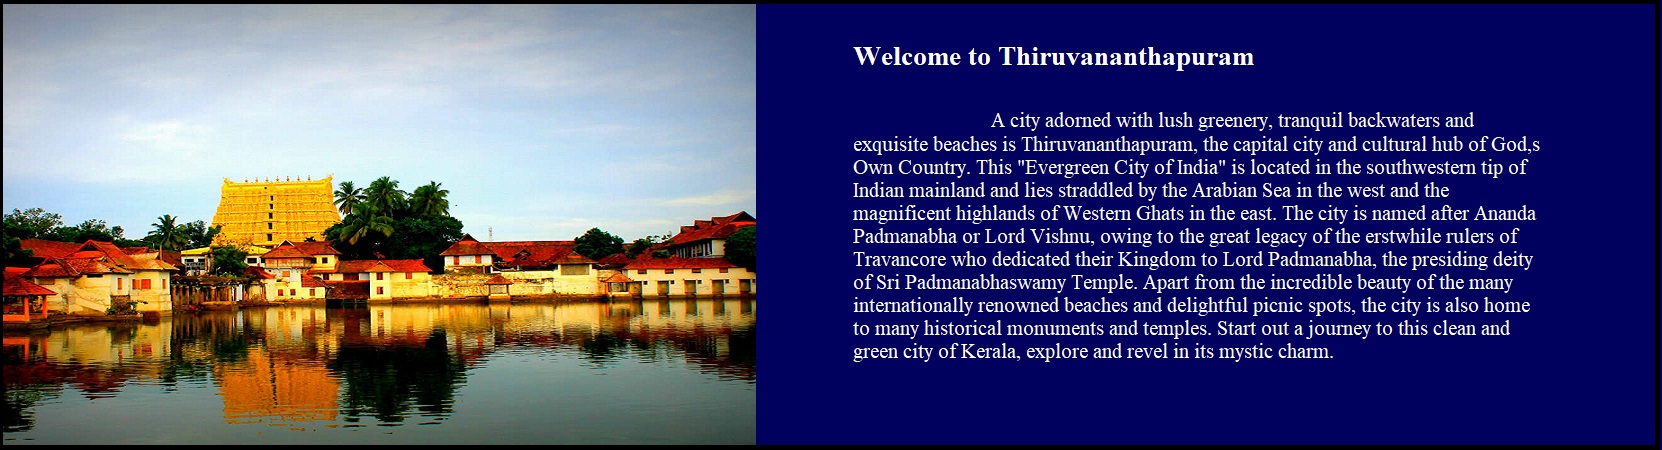 Welcome to Thiruvananthapuram
A city adorned with lush greenery, tranquil backwaters and
exquisite beaches is Thiruvananthapuram, the capital city and cultural hub of God,s
Own Country. This "Evergreen City of India" is located in the southwestern tip of
Indian mainland and lies straddled by the Arabian Sea in the west and the
magnificent highlands of Western Ghats in the east. The city is named after Ananda
Padmanabha or Lord Vishnu, owing to the great legacy of the erstwhile rulers of
Travancore who dedicated their Kingdom to Lord Padmanabha, the presiding deity
of Sri Padmanabhaswamy Temple. Apart from the incredible beauty of the many
internationally renowned beaches and delightful picnic spots, the city is also home
to many historical monuments and temples. Start out a journey to this clean and
green city of Kerala, explore and revel in its mystic charm.